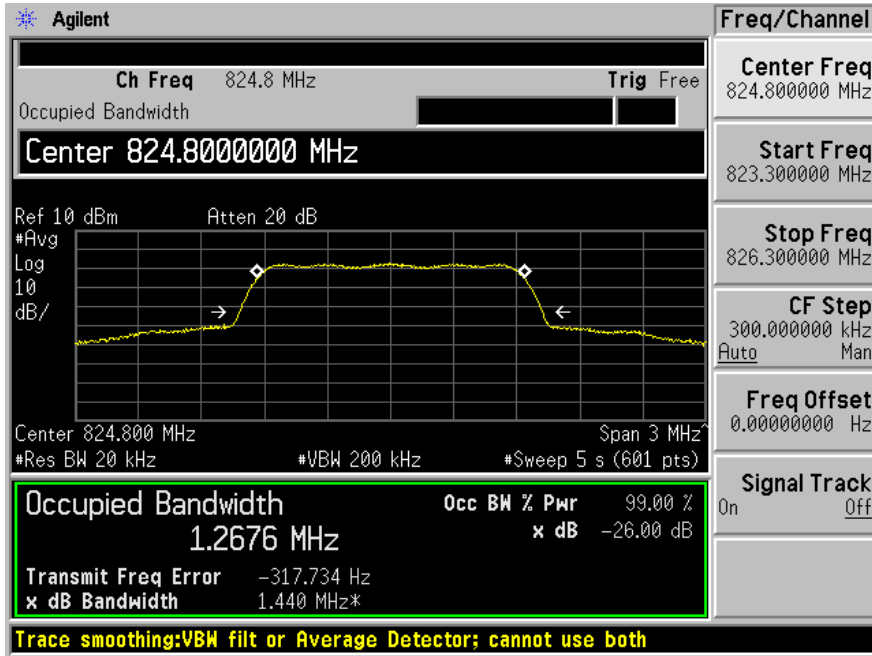 Agilent
Freq/Channel
Ch Freq 824.8 MHz Trig Free
Occupied Bandwidth
Center 824.8000000 MHz
Ref 10 dBm Atten 20 dB
#Avg
Log
10
dB/
Center 824.800 MHz Span 3 MHz^
#Res BW 20 kHz #VBW 200 kHz #Sweep 5 s (601 pts)
Occupied Bandwidth
1.2676 MHz
Occ BW % Pwr 99.00 %
x dB -26.00 dB
Transmit Freq Error -317.734 Hz
x dB Bandwidth 1.440 MHz*
Trace smoothing:VBW filt or Average Detector; cannot use both
Center Freq
824.800000 MHz
Start Freq
823.300000 MHz
Stop Freq
826.300000 MHz
CF Step
300.000000 kHz
Auto Man
Freq Offset
0.00000000 Hz
Signal Track
On Off